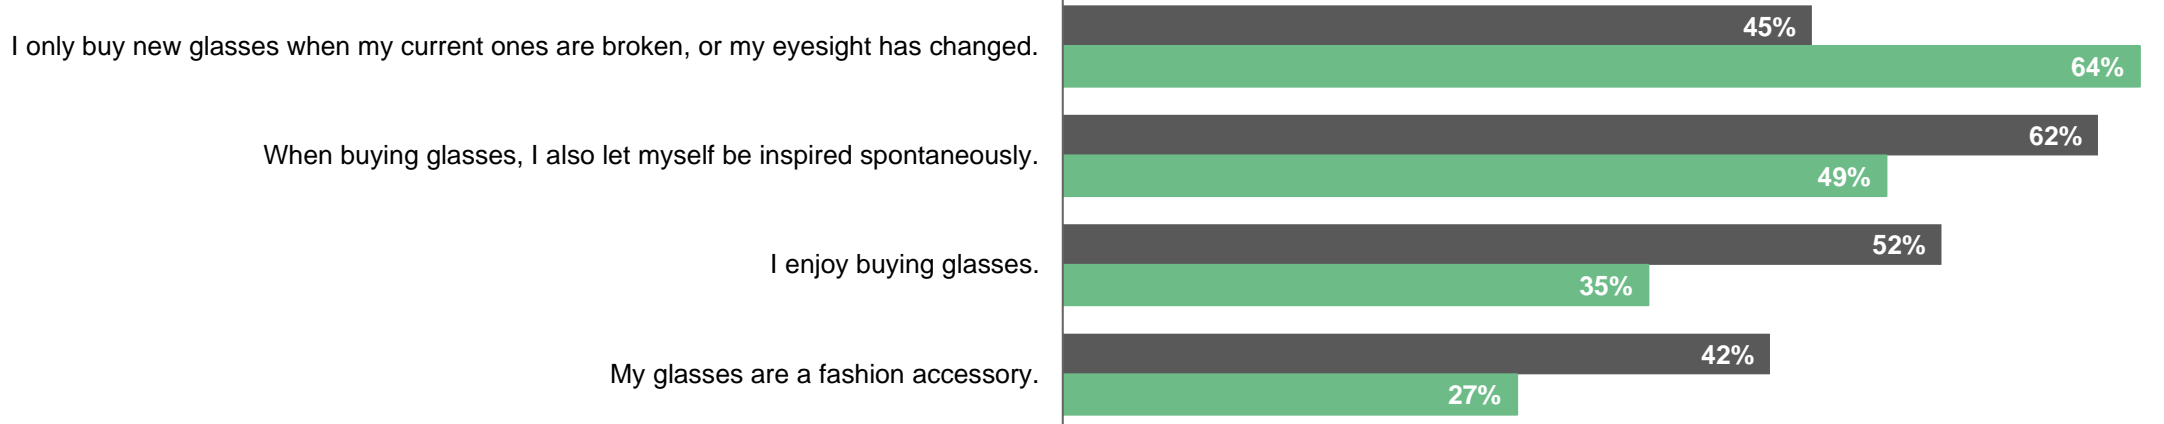 45%
I only buy new glasses when my current ones are broken, or my eyesight has changed.
64%
62%
When buying glasses, I also let myself be inspired spontaneously.
49%
52%
I enjoy buying glasses.
35%
42%
My glasses are a fashion accessory.
27%